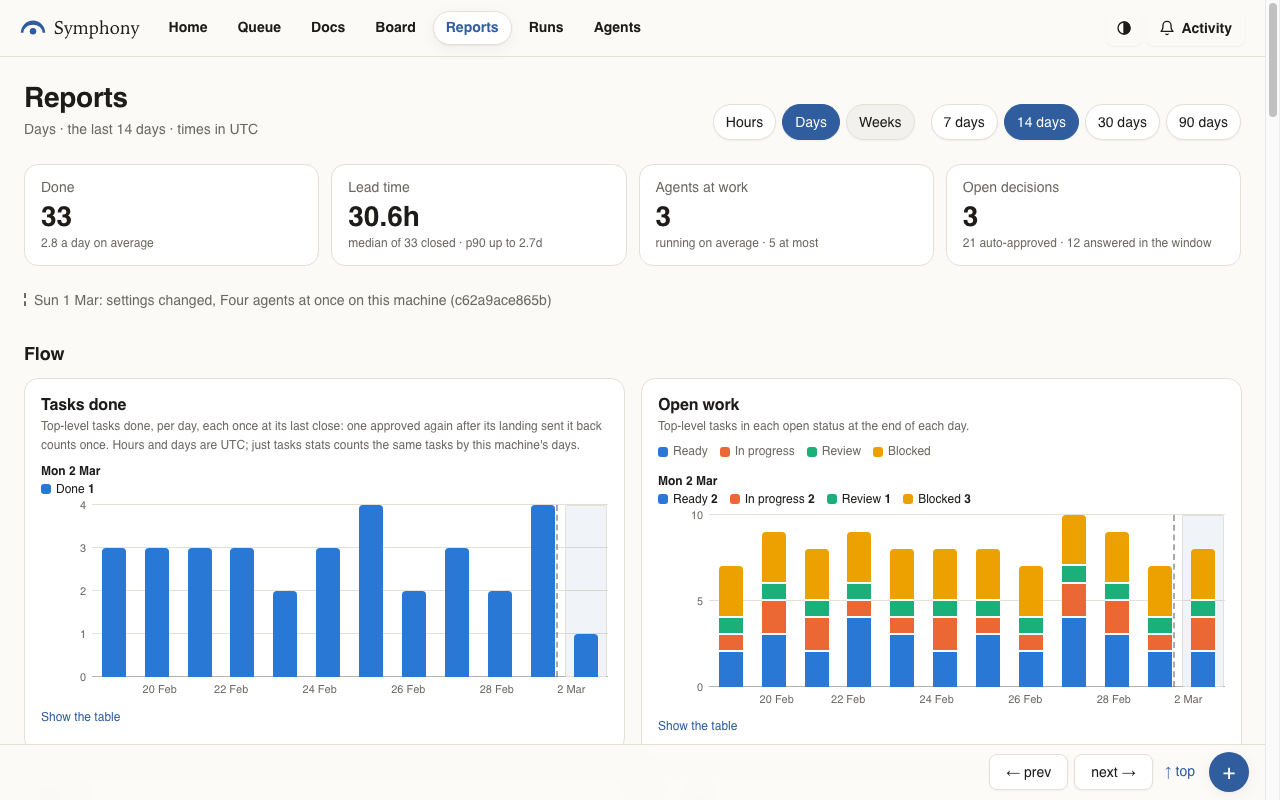 Symphony
Home
Queue
Docs
Board
Reports
Runs
Agents
Activity
Reports
Days · the last 14 days · times in UTC
Hours
Days
Weeks
7 days
14 days
30 days
90 days
Done
33
2.8 a day on average
Lead time
30.6h
median of 33 closed · p90 up to 2.7d
Agents at work
3
running on average · 5 at most
Open decisions
3
21 auto-approved · 12 answered in the window
Sun 1 Mar: settings changed, Four agents at once on this machine (c62a9ace865b)
Flow
Tasks done
Top-level tasks done, per day, each once at its last close: one approved again after its landing sent it back
counts once. Hours and days are UTC; just tasks stats counts the same tasks by this machine's days.
Mon 2 Mar
Done 1
4
3
2
1
0
20 Feb
22 Feb
24 Feb
26 Feb
28 Feb
2 Mar
Show the table
Open work
Top-level tasks in each open status at the end of each day.
Ready
In progress
Review
Blocked
Mon 2 Mar
Ready 2
In progress 2
Review 1
Blocked 3
10
5
0
20 Feb
22 Feb
24 Feb
26 Feb
28 Feb
2 Mar
Show the table
← prev
next →
↑ top
+